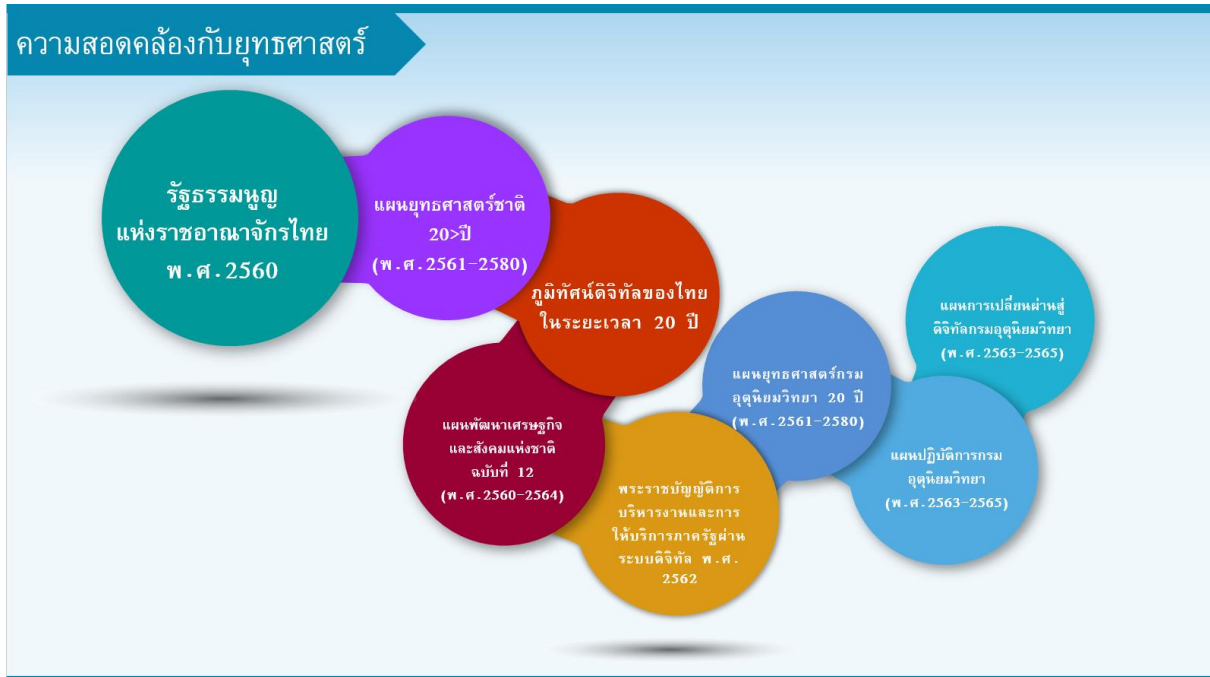 ความสอดคล้องกับยุทธศาสตร์
รัฐธรรมนูญ
แห่งราชอาณาจักรไทย
พ.ศ.2560
แผนยุทธศาสตร์ชาติ
20>ปี
(พ.ศ.2561-2580)
ภูมิทัศน์ดิจิทัลของไทย
ในระยะเวลา 20 ปี
แผนพัฒนาเศรษฐกิจ
และสังคมแห่งชาติ
ฉบับที่ 12
(พ.ศ.2560-2564)
พระราชบัญญัติการ
บริหารงานและการ
ให้บริการภาครัฐผ่าน
ระบบดิจิทัล พ.ศ.
2562
แผนยุทธศาสตร์กรม
อุตุนิยมวิทยา 20 ปี
(พ.ศ.2561-2580)
แผนปฏิบัติการกรม
อุตุนิยมวิทยา
(พ.ศ.2563-2565)
แผนการเปลี่ยนผ่านสู่
ดิจิทัลกรมอุตุนิยมวิทยา
(พ.ศ.2563-2565)